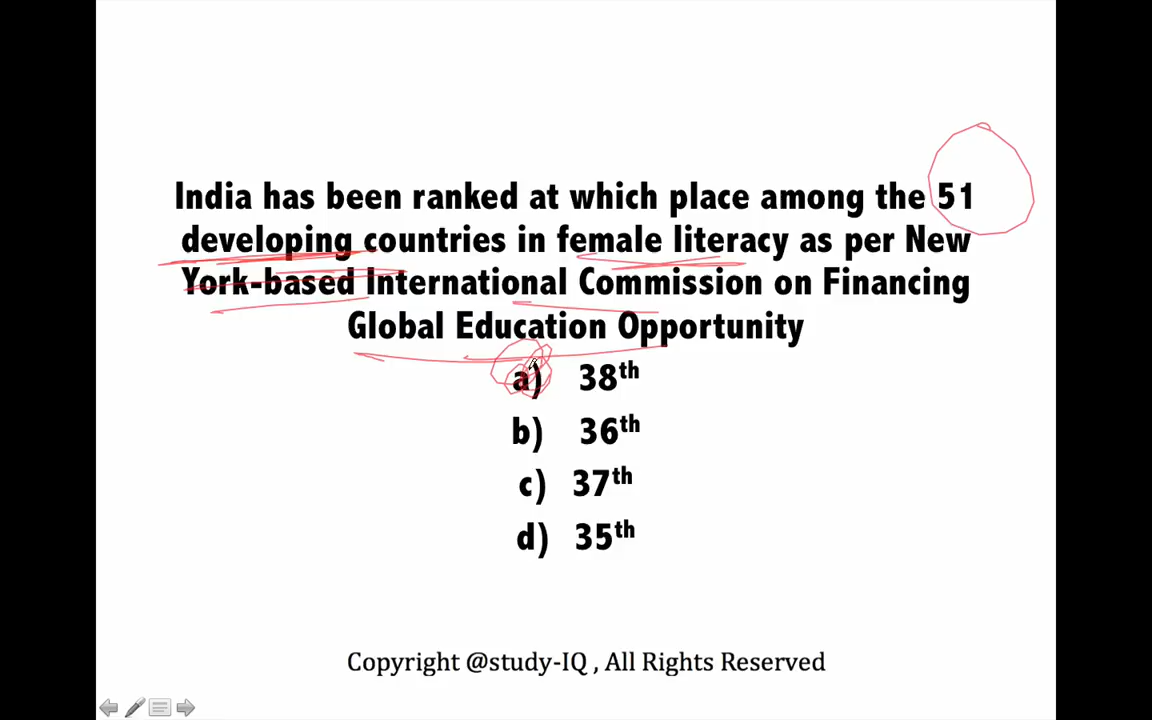 India has been ranked at which place among the 51
developing countries in female literacy as per New
York-based International Commission on Financing
Global Education Opportunity
a) 38th
b) 36th
c) 37th
d) 35th
Copyright @study-IQ , All Rights Reserved